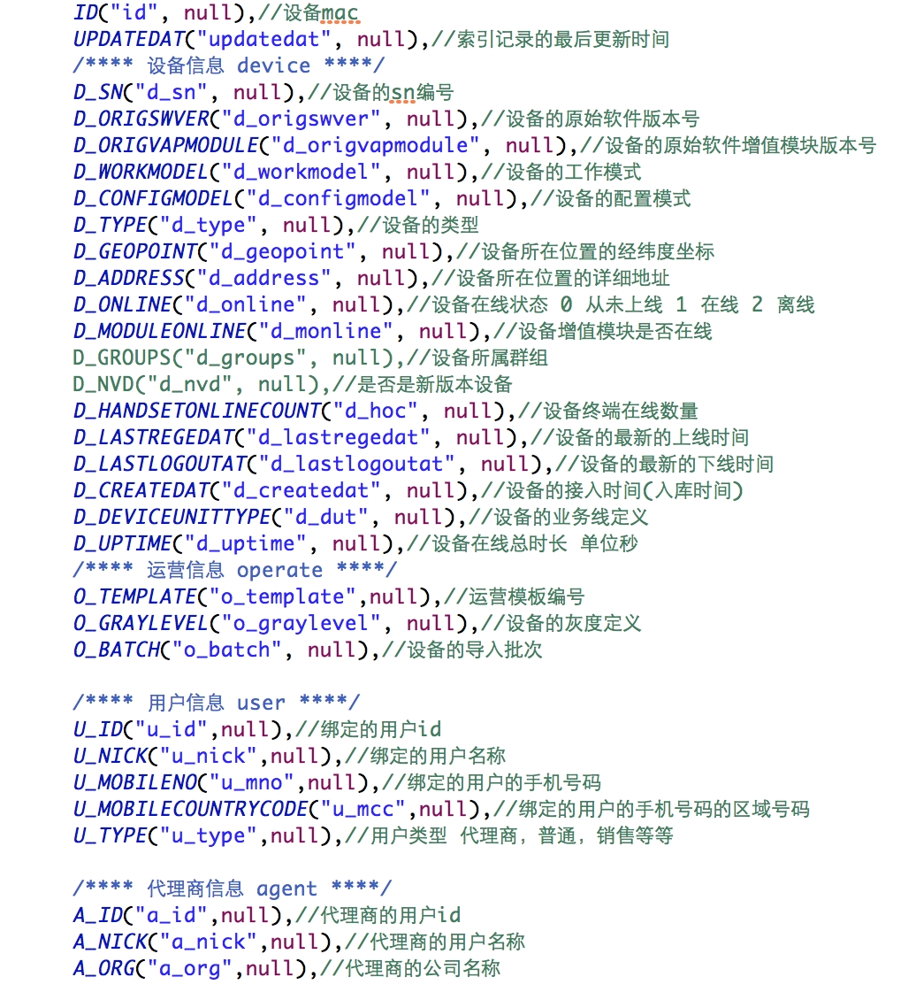 ID("id", null),//设备mac
UPDATEDAT("updatedat", null),//索引记录的最后更新时间
/**** 设备信息 device ****/
D_SN("d_sn", null),//设备的sn编号
D_ORIGSWVER("d_origswver", null),//设备的原始软件版本号
D_ORIGVAPMODULE("d_origvapmodule", null),//设备的原始软件增值模块版本号
D_WORKMODEL("d_workmodel", null),//设备的工作模式
D_CONFIGMODEL("d_configmodel", null),//设备的配置模式
D_TYPE("d_type", null),//设备的类型
D_GEOPOINT("d_geopoint", null),//设备所在位置的经纬度坐标
D_ADDRESS("d_address", null),//设备所在位置的详细地址
D_ONLINE("d_online", null),//设备在线状态 0 从未上线 1 在线 2 离线
D_MODULEONLINE("d_monline", null),//设备增值模块是否在线
D_GROUPS("d_groups", null),//设备所属群组
D_NVD("d_nvd", null),//是否是新版本设备
D_HANDSETONLINECOUNT("d_hoc", null),//设备终端在线数量
D_LASTREGEDAT("d_lastregedat", null),//设备的最新的上线时间
D_LASTLOGOUTAT("d_lastlogoutat", null),//设备的最新的下线时间
D_CREATEDAT("d_createdat", null),//设备的接入时间(入库时间)
D_DEVICEUNITTYPE("d_dut", null),//设备的业务线定义
D_UPTIME("d_uptime", null),//设备在线总时长 单位秒
/**** 运营信息 operate ****/
O_TEMPLATE("o_template",null),//运营模板编号
O_GRAYLEVEL("o_graylevel", null),//设备的灰度定义
O_BATCH("o_batch", null),//设备的导入批次
/**** 用户信息 user ****/
U_ID("u_id",null),//绑定的用户id
U_NICK("u_nick",null),//绑定的用户名称
U_MOBILENO("u_mno",null),//绑定的用户的手机号码
U_MOBILECOUNTRYCODE("u_mcc",null),//绑定的用户的手机号码的区域号码
U_TYPE("u_type",null),//用户类型 代理商，普通，销售等等
/**** 代理商信息 agent ****/
A_ID("a_id",null),//代理商的用户id
A_NICK("a_nick",null),//代理商的用户名称
A_ORG("a_org",null),//代理商的公司名称